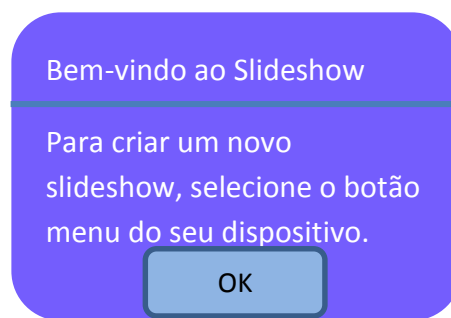 Bem-vindo ao Slideshow
Para criar um novo
slideshow, selecione o botão
menu do seu dispositivo.
OK